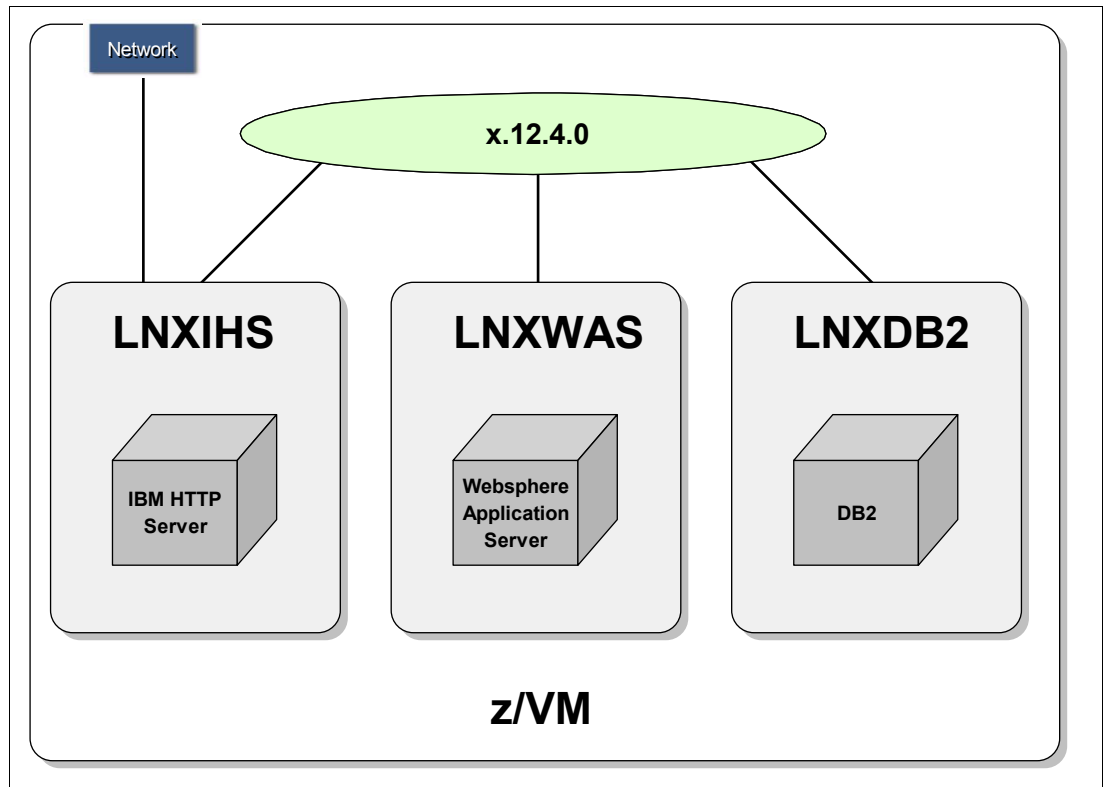 Network
x.12.4.0
LNXIHS
LNXWAS
LNXDB2
IBM HTTP
Server
Websphere
Application
Server
DB2
z/VM